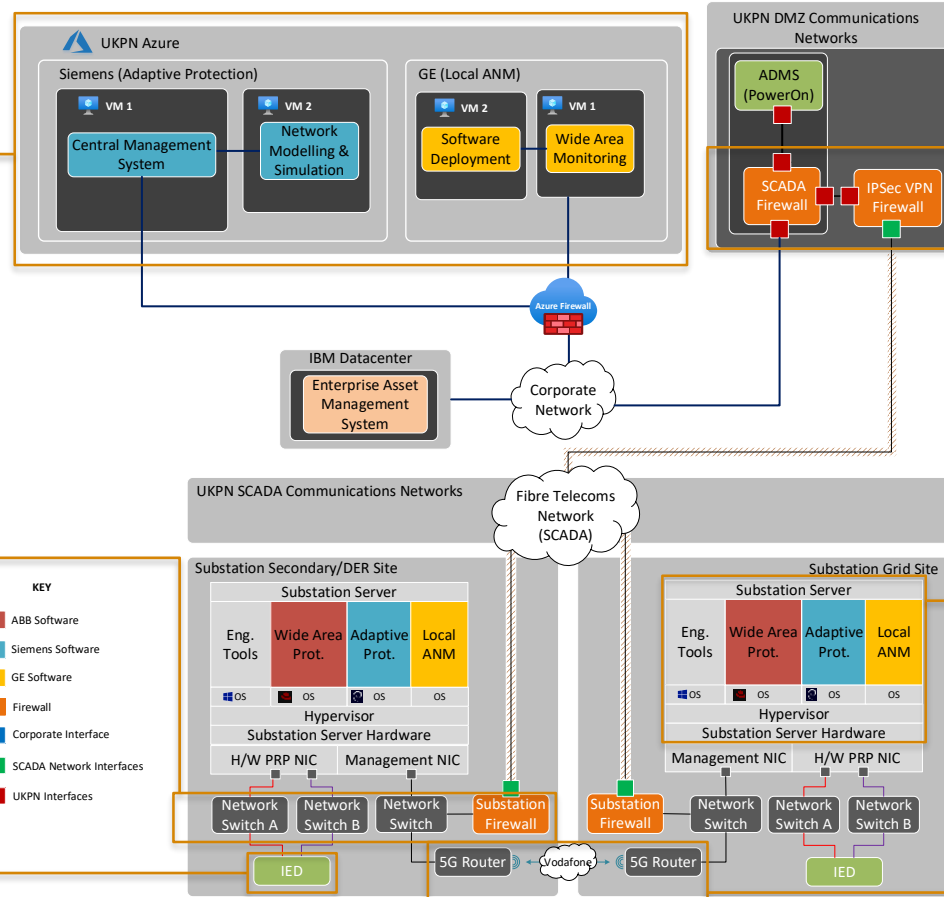 UKPN Azure
Siemens (Adaptive Protection)
VM 1
Central Management
System
VM 2
Network
Modelling &
Simulation
GE (Local ANM)
VM 2
Software
Deployment
VM 1
Wide Area
Monitoring
UKPN DMZ Communications
Networks
ADMS
(PowerOn)
SCADA
Firewall
IPSec VPN
Firewall
Azure Firewall
IBM Datacenter
Enterprise Asset
Management
System
Corporate
Network
UKPN SCADA Communications Networks
Fibre Telecoms
Network
(SCADA)
KEY
ABB Software
Siemens Software
GE Software
Firewall
Corporate Interface
SCADA Network Interfaces
UKPN Interfaces
Substation Secondary/DER Site
Substation Server
Eng.
Tools
Wide Area
Prot.
Adaptive
Prot.
Local
ANM
OS
OS
OS
OS
Hypervisor
Substation Server Hardware
H/W PRP NIC
Management NIC
Network
Switch A
Network
Switch B
Network
Switch
Substation
Firewall
IED
5G Router
Vodafone
Substation Grid Site
Substation Server
Eng.
Tools
Wide Area
Prot.
Adaptive
Prot.
Local
ANM
OS
OS
OS
OS
Hypervisor
Substation Server Hardware
Management NIC
H/W PRP NIC
Substation
Firewall
Network
Switch
Network
Switch A
Network
Switch B
5G Router
IED